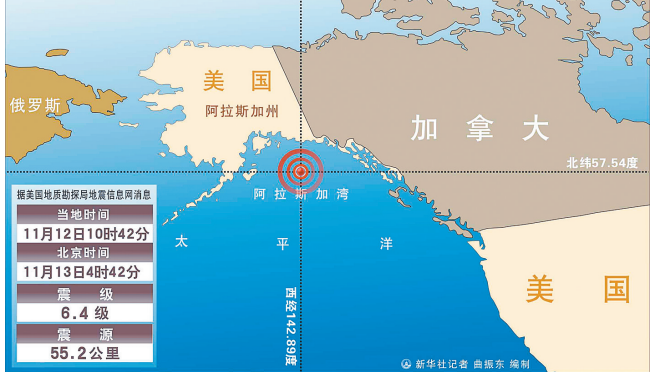 美国
阿拉斯加州
俄罗斯
加拿大
北纬57.54度
阿拉斯加湾
太平洋
西经142.89度
美国
据美国地质勘探局地震信息网消息
当地时间
11月12日10时42分
北京时间
11月13日4时42分
震级
6.4级
震源
55.2公里
新华社记者 曲振东 编制